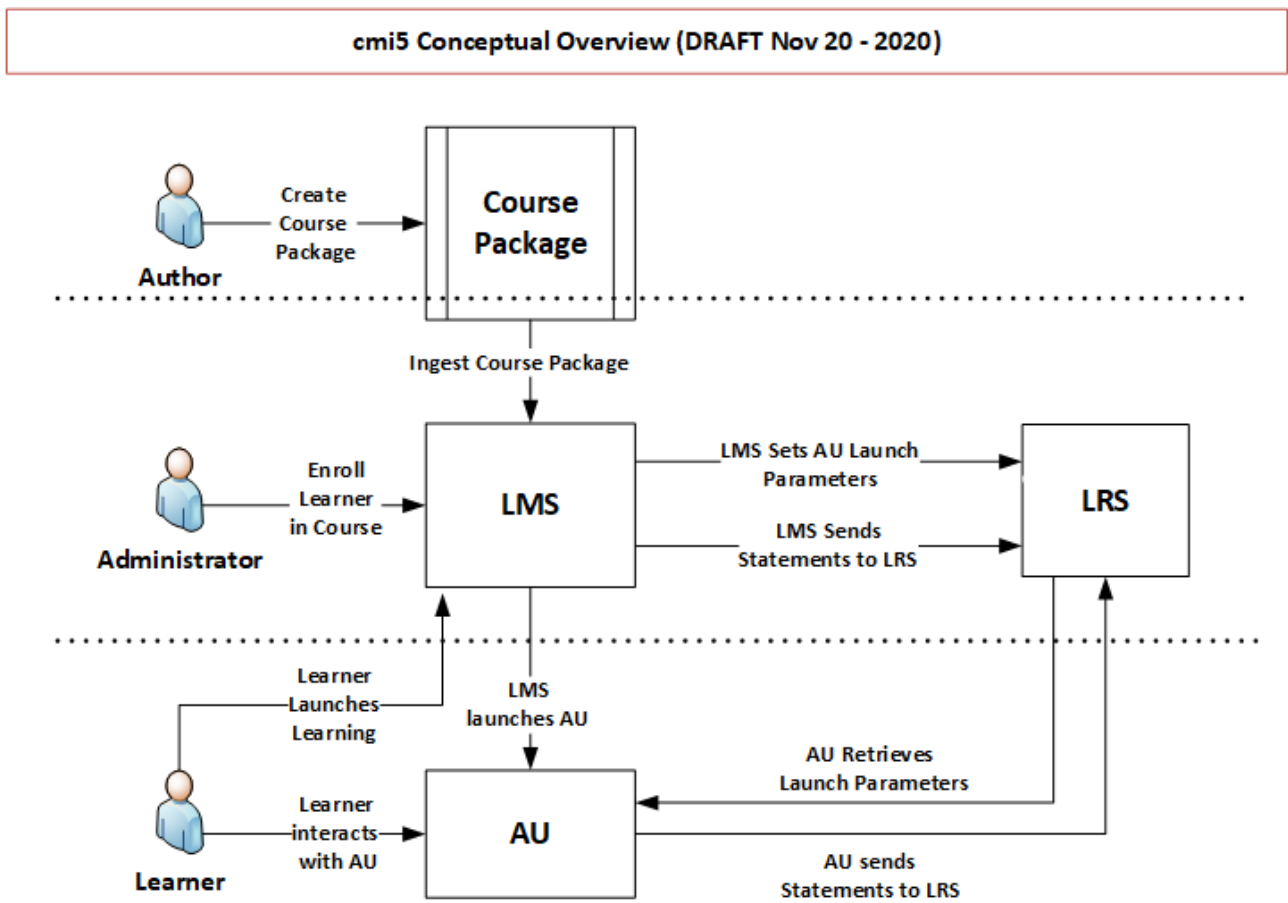 cmi5 Conceptual Overview (DRAFT Nov 20 - 2020)
Create
Course
Package
Course
Package
Author
Ingest Course Package
Enroll
Learner
in Course
Administrator
LMS
LMS Sets AU Launch
Parameters
LMS Sends
Statements to LRS
LRS
Learner
Launches
Learning
LMS
launches AU
AU Retrieves
Launch Parameters
Learner
interacts
with AU
Learner
AU
AU sends
Statements to LRS